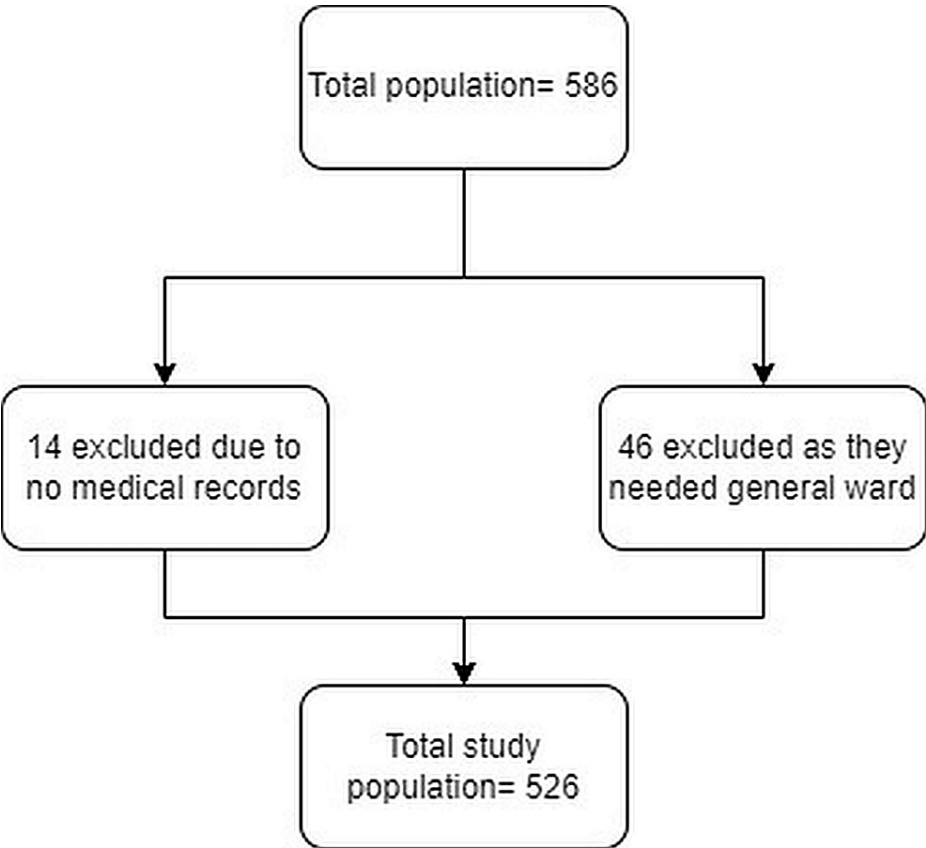 Total population= 586
14 excluded due to
no medical records
46 excluded as they
needed general ward
Total study
population= 526